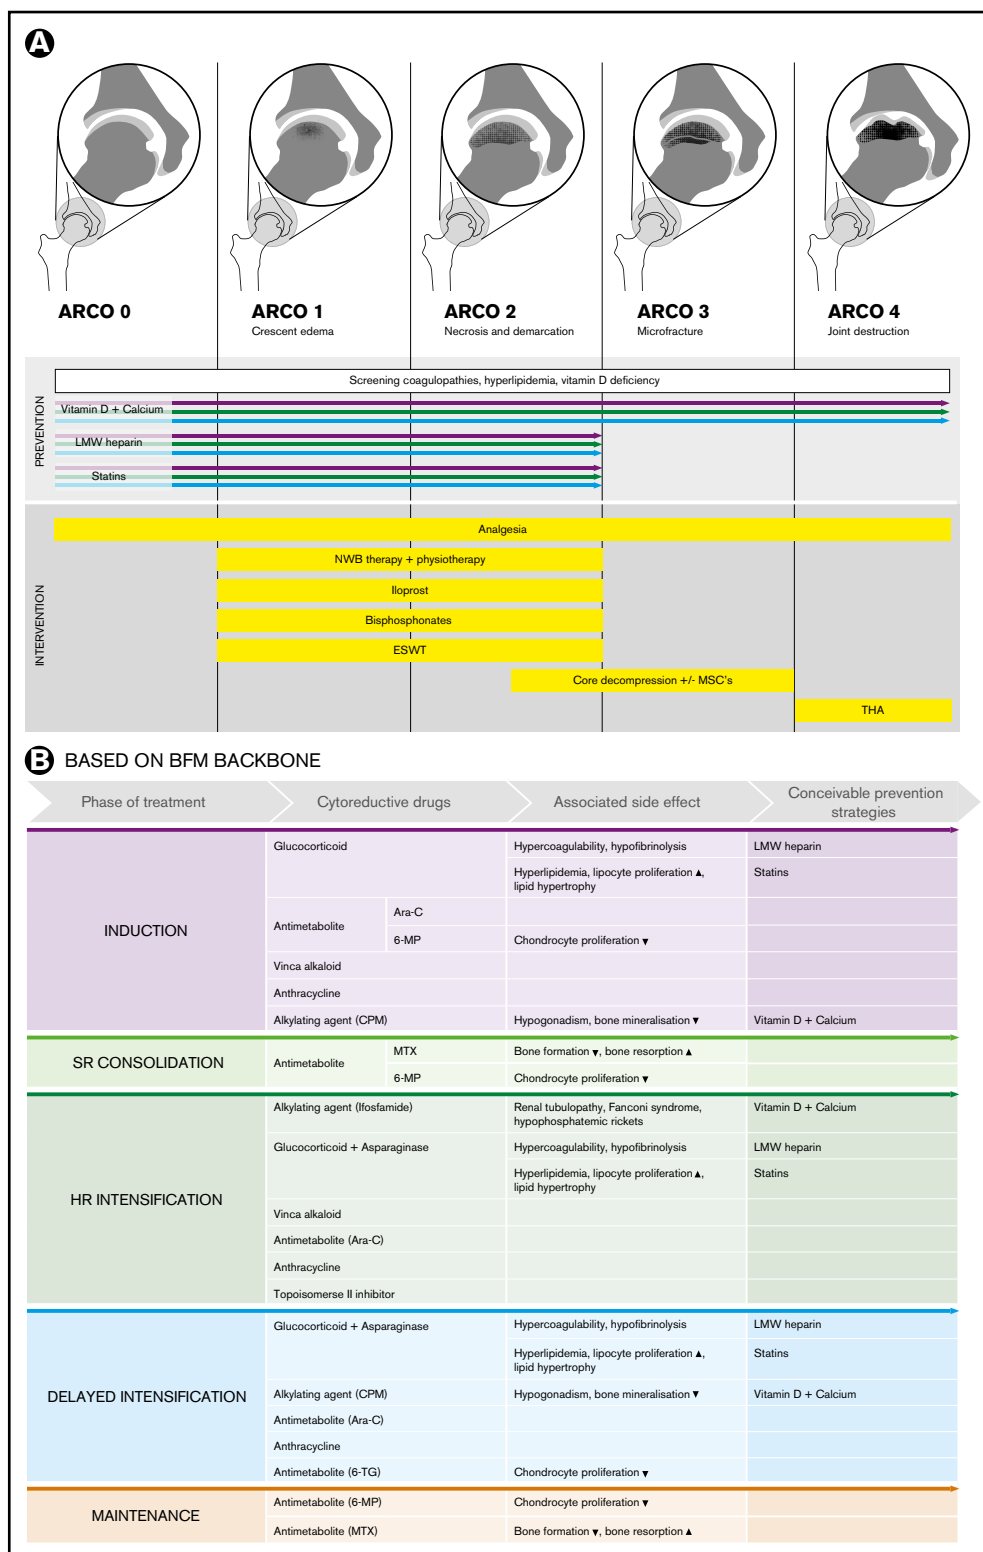 A
ARCO 0
ARCO 1
Crescent edema
ARCO 2
Necrosis and demarcation
ARCO 3
Microfracture
ARCO 4
Joint destruction
PREVENTION
Screening coagulopathies, hyperlipidemia, vitamin D deficiency
Vitamin D + Calcium
LMW heparin
Statins
INTERVENTION
Analgesia
NWB therapy + physiotherapy
Iloprost
Bisphosphonates
ESWT
Core decompression +/- MSC's
THA
B BASED ON BFM BACKBONE
Phase of treatment
Cytoreductive drugs
Associated side effect
Conceivable prevention
strategies
INDUCTION
Glucocorticoid
Hypercoagulability, hypofibrinolysis
LMW heparin
Hyperlipidemia, lipocyte proliferation ▲,
lipid hypertrophy
Statins
Antimetabolite
Ara-C
6-MP
Chondrocyte proliferation ▼
Vinca alkaloid
Anthracycline
Alkylating agent (CPM)
Hypogonadism, bone mineralisation ▼
Vitamin D + Calcium
SR CONSOLIDATION
Antimetabolite
MTX
Bone formation ▼, bone resorption ▲
6-MP
Chondrocyte proliferation ▼
HR INTENSIFICATION
Alkylating agent (Ifosfamide)
Renal tubulopathy, Fanconi syndrome,
hypophosphatemic rickets
Vitamin D + Calcium
Glucocorticoid + Asparaginase
Hypercoagulability, hypofibrinolysis
LMW heparin
Hyperlipidemia, lipocyte proliferation ▲,
lipid hypertrophy
Statins
Vinca alkaloid
Antimetabolite (Ara-C)
Anthracycline
Topoisomerse II inhibitor
DELAYED INTENSIFICATION
Glucocorticoid + Asparaginase
Hypercoagulability, hypofibrinolysis
LMW heparin
Hyperlipidemia, lipocyte proliferation ▲,
lipid hypertrophy
Statins
Alkylating agent (CPM)
Hypogonadism, bone mineralisation ▼
Vitamin D + Calcium
Antimetabolite (Ara-C)
Anthracycline
Antimetabolite (6-TG)
Chondrocyte proliferation ▼
MAINTENANCE
Antimetabolite (6-MP)
Chondrocyte proliferation ▼
Antimetabolite (MTX)
Bone formation ▼, bone resorption ▲